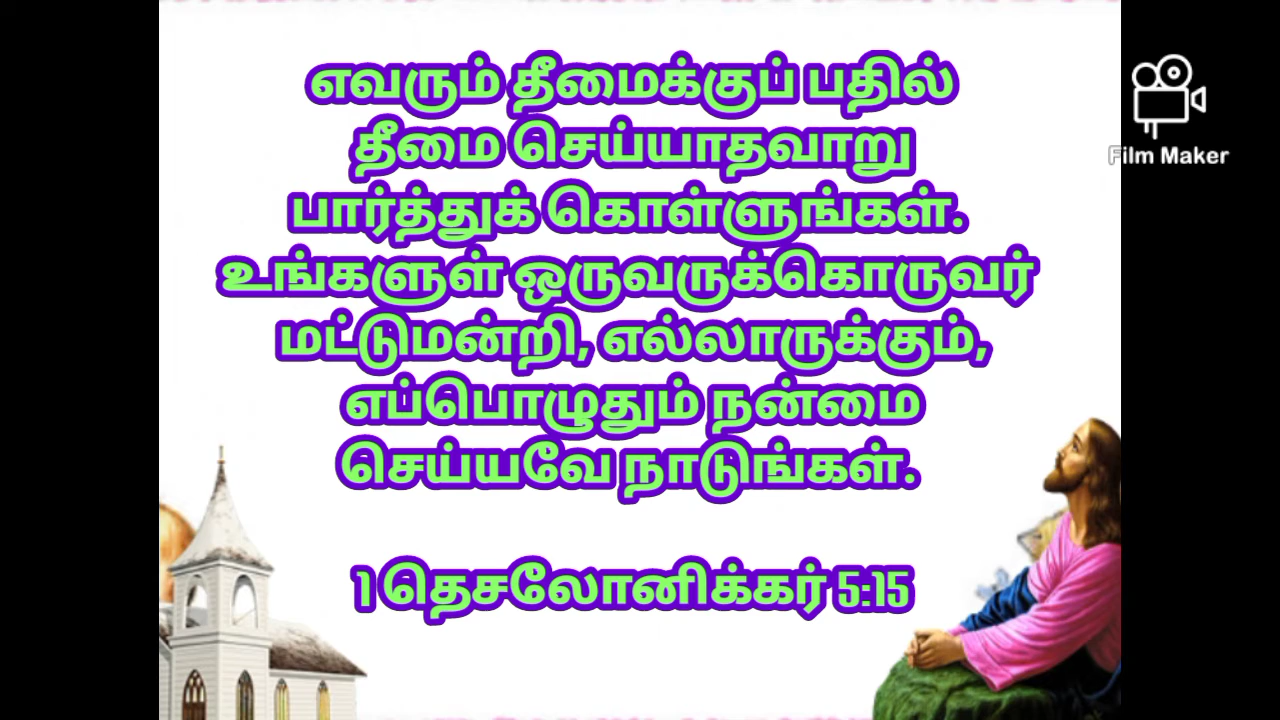 எவரும் தீமைக்குப் பதில்
தீமை செய்யாதவாறு
பார்த்துக் கொள்ளுங்கள்.
உங்களுள் ஒருவருக்கொருவர்
மட்டுமன்றி, எல்லாருக்கும்,
எப்பொழுதும் நன்மை
செய்யவே நாடுங்கள்.
1 தெசலோனிக்கர் 5:15
Film Maker